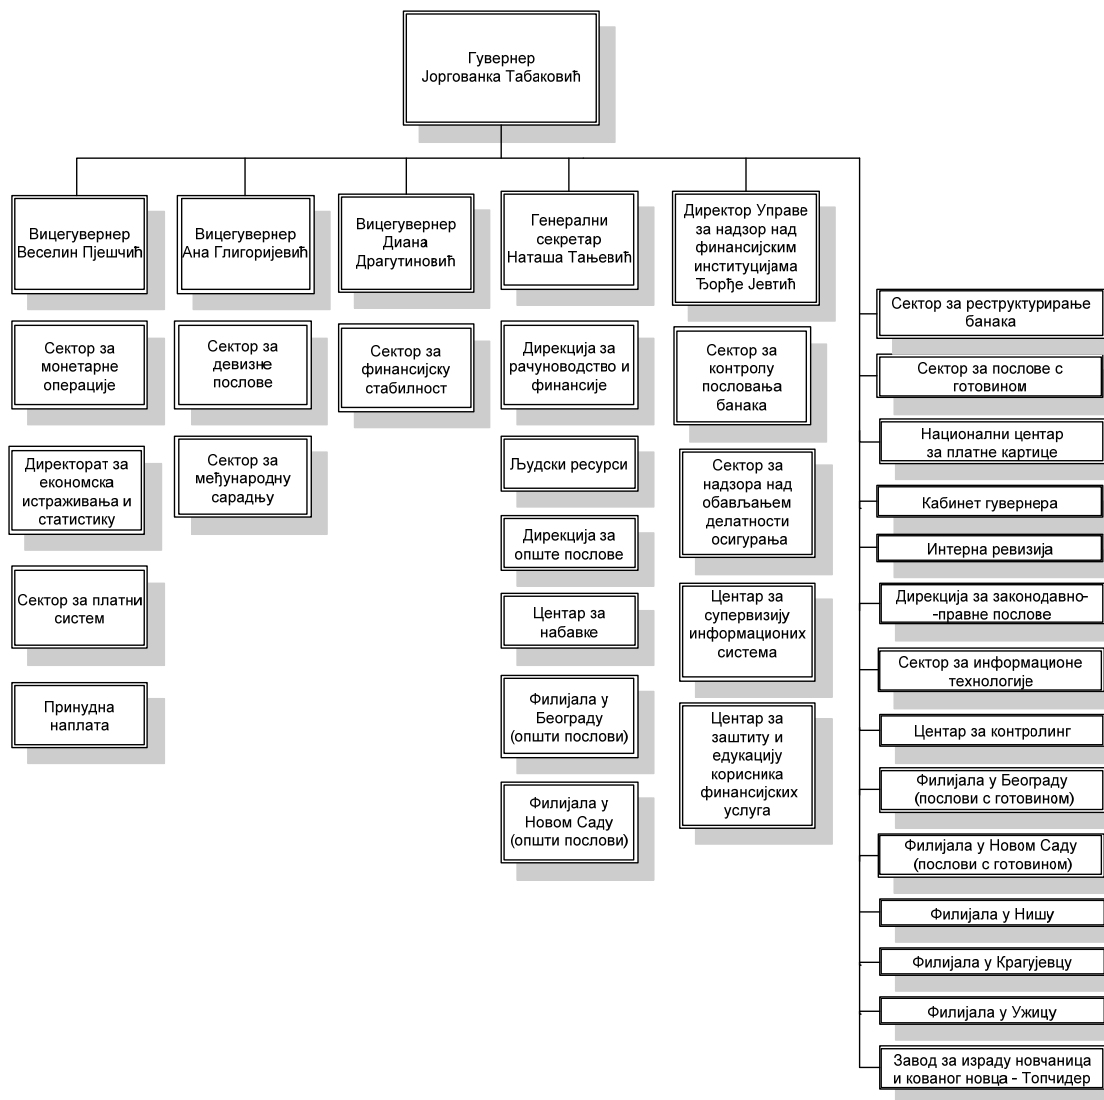 Гувернер
Јоргованка Табаковић
Вицегувернер
Веселин Пјешчић
Вицегувернер
Ана Глигоријевић
Вицегувернер
Диана
Драгутиновић
Генерални
секретар
Наташа Тањевић
Директор Управе
за надзор над
финансијским
институцијама
Ђорђе Јевтић
Сектор за
монетарне
операције
Директорат за
економска
истраживања и
статистику
Сектор за платни
систем
Принудна
наплата
Сектор за
девизне
послове
Сектор за
међународну
сарадњу
Сектор за
финансијску
стабилност
Дирекција за
рачуноводство и
финансије
Људски ресурси
Дирекција за
опште послове
Центар за
набавке
Филијала у
Београду
(општи послови)
Филијала у
Новом Саду
(општи послови)
Сектор за
контролу
пословања
банака
Сектор за
надзора над
обављањем
делатности
осигурања
Центар за
супервизију
информационих
система
Центар за
заштиту и
едукацију
корисника
финансијских
услуга
Сектор за реструктурирање
банака
Сектор за послове с
готовином
Национални центар
за платне картице
Кабинет гувернера
Интерна ревизија
Дирекција за законодавно-
-правне послове
Сектор за информационе
технологије
Центар за контролинг
Филијала у Београду
(послови с готовином)
Филијала у Новом Саду
(послови с готовином)
Филијала у Нишу
Филијала у Крагујевцу
Филијала у Ужицу
Завод за израду новчаница
и кованог новца - Топчидер